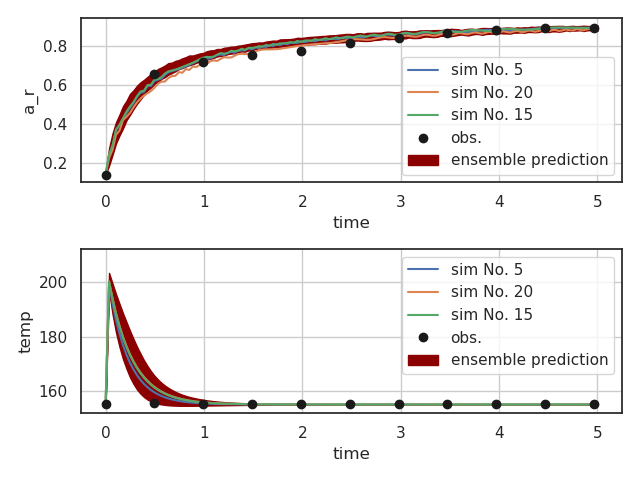 0.8
0.6
0.4
0.2
a_r
sim No. 5
sim No. 20
sim No. 15
obs.
ensemble prediction
0 1 2 3 4 5
time
200
180
160
temp
sim No. 5
sim No. 20
sim No. 15
obs.
ensemble prediction
0 1 2 3 4 5
time